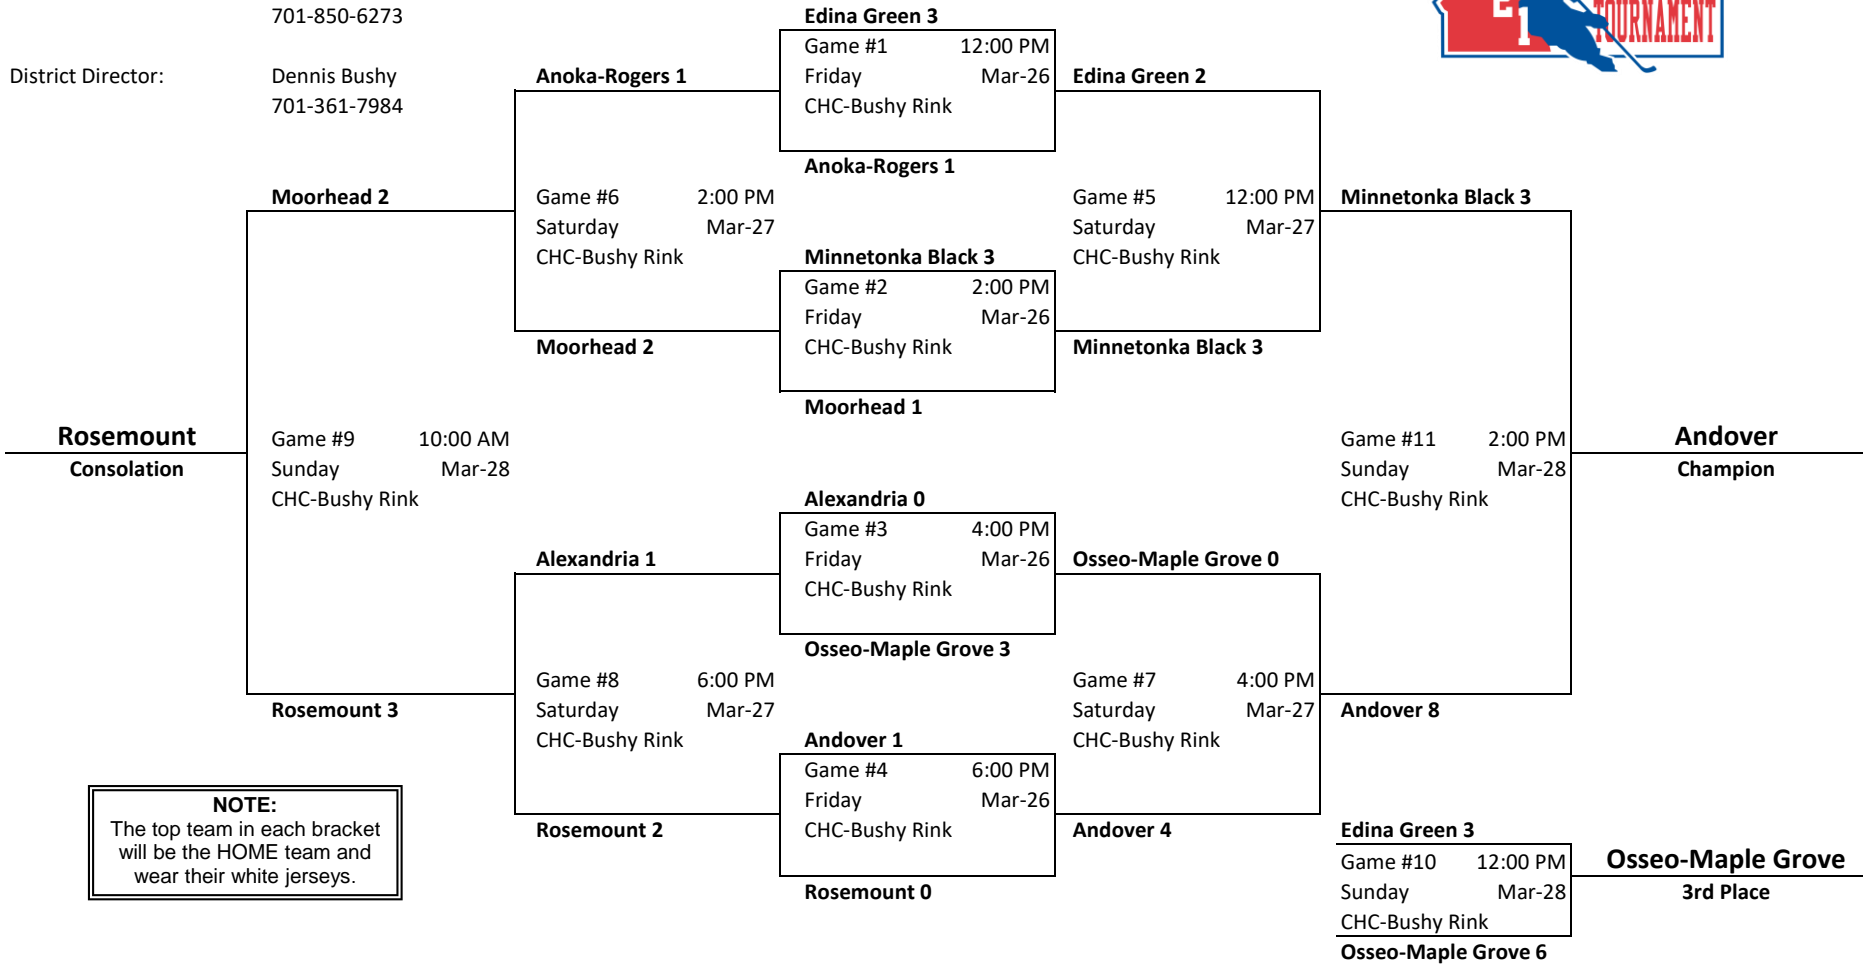 701-850-6273
District Director: Dennis Bushy
701-361-7984
21
TOURNAMENT
Edina Green 3
Game #1 12:00 PM
Friday Mar-26
CHC-Bushy Rink
Anoka-Rogers 1
Anoka-Rogers 1
Edina Green 2
Moorhead 2
Game #6 2:00 PM
Saturday Mar-27
CHC-Bushy Rink
Game #5 12:00 PM
Saturday Mar-27
CHC-Bushy Rink
Minnetonka Black 3
Minnetonka Black 3
Game #2 2:00 PM
Friday Mar-26
CHC-Bushy Rink
Moorhead 1
Moorhead 2
Minnetonka Black 3
Rosemount
Consolation
Game #9 10:00 AM
Sunday Mar-28
CHC-Bushy Rink
Game #11 2:00 PM
Sunday Mar-28
CHC-Bushy Rink
Andover
Champion
Alexandria 0
Game #3 4:00 PM
Friday Mar-26
CHC-Bushy Rink
Osseo-Maple Grove 3
Alexandria 1
Osseo-Maple Grove 0
Rosemount 3
Game #8 6:00 PM
Saturday Mar-27
CHC-Bushy Rink
Game #7 4:00 PM
Saturday Mar-27
CHC-Bushy Rink
Andover 8
Andover 1
Game #4 6:00 PM
Friday Mar-26
CHC-Bushy Rink
Rosemount 0
Rosemount 2
Andover 4
NOTE:
The top team in each bracket
will be the HOME team and
wear their white jerseys.
Edina Green 3
Game #10 12:00 PM
Sunday Mar-28
CHC-Bushy Rink
Osseo-Maple Grove 6
Osseo-Maple Grove
3rd Place